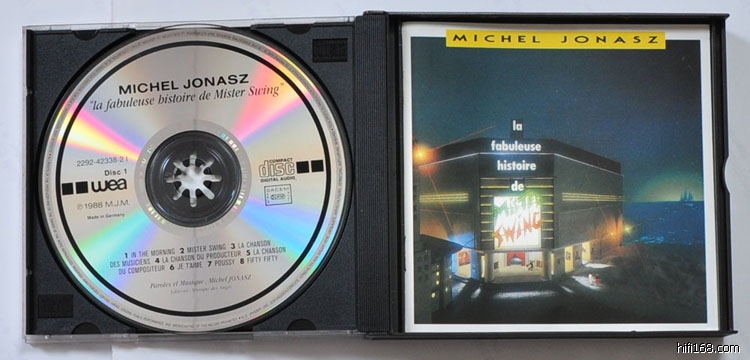 MICHEL JONASZ
"la fabuleuse histoire de Mister Swing"
2292-42338-2
Disc 1
wea
℗ 1988 M.J.M.
Made in Germany
COMPACT
disc
DIGITAL AUDIO
SACEM
1 IN THE MORNING 2 MISTER SWING 3 LA CHANSON
DES MUSICIENS 4 LA CHANSON DU PRODUCTEUR 5 LA CHANSON
DU COMPOSITEUR 6 JE T'AIME 7 POUSSY 8 FIFTY FIFTY
Paroles et Musique : Michel JONASZ
MICHEL JONASZ
la
fabuleuse
histoire
de
MISTER
SWING
hifi168.com